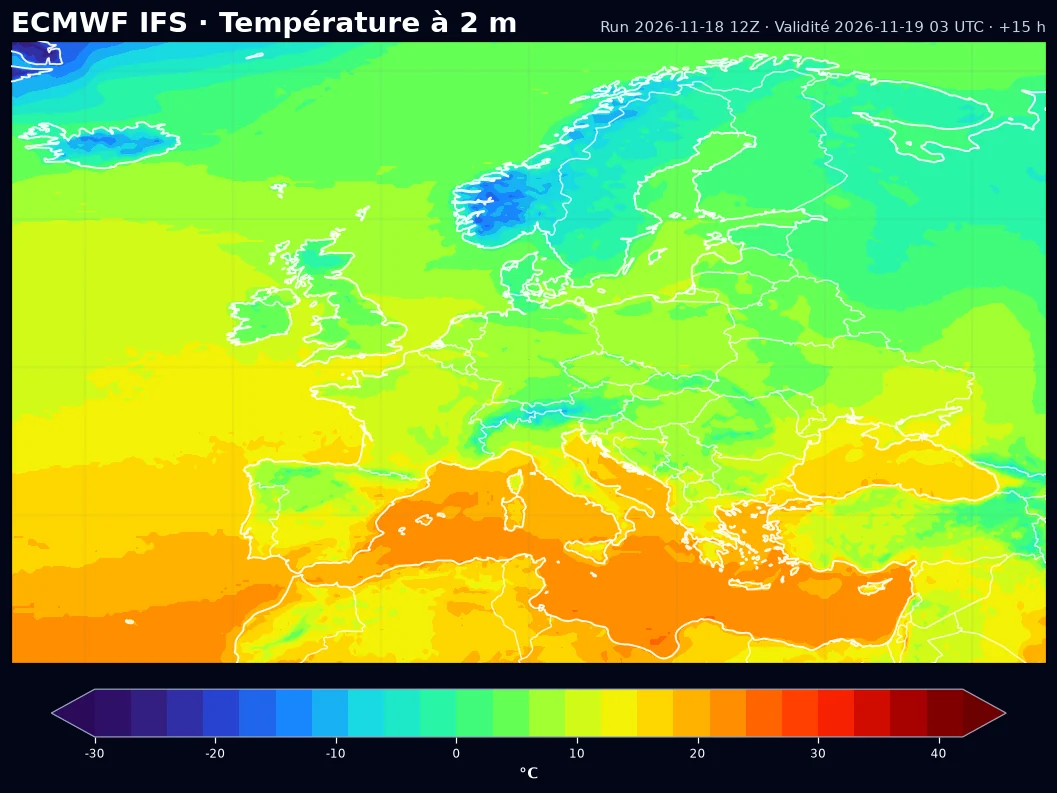 ECMWF IFS · Température à 2 m
Run 2026-11-18 12Z · Validité 2026-11-19 03 UTC · +15 h
-30 -20 -10 0 10 20 30 40
°C